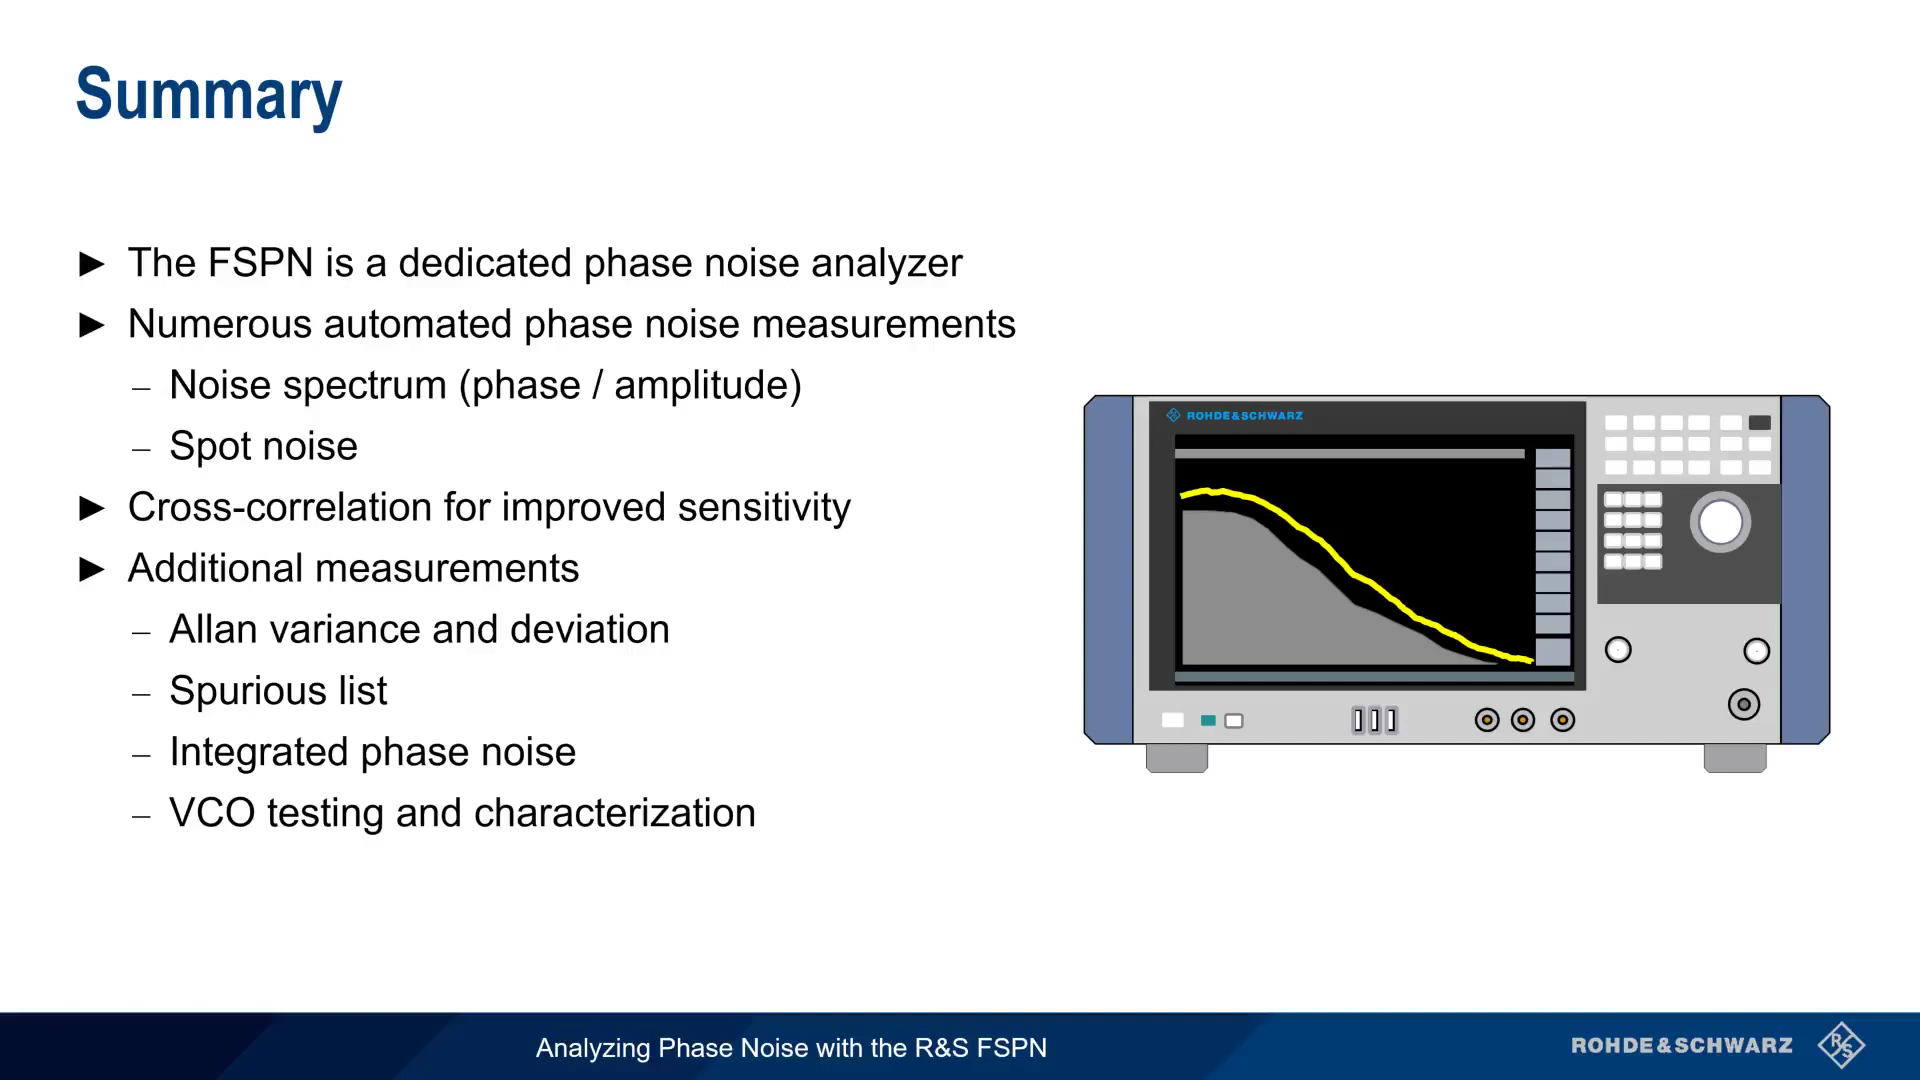 Summary
► The FSPN is a dedicated phase noise analyzer
► Numerous automated phase noise measurements
– Noise spectrum (phase / amplitude)
– Spot noise
► Cross-correlation for improved sensitivity
► Additional measurements
– Allan variance and deviation
– Spurious list
– Integrated phase noise
– VCO testing and characterization
ROHDE&SCHWARZ
Analyzing Phase Noise with the R&S FSPN
ROHDE&SCHWARZ
RS